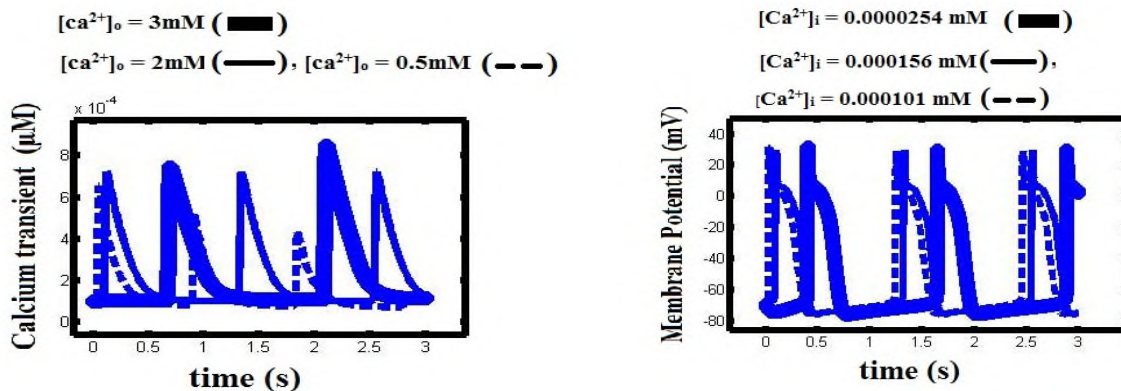 [ca²⁺]ₒ = 3mM ( )
[ca²⁺]ₒ = 2mM ( ), [ca²⁺]ₒ = 0.5mM ( )
x 10⁻⁴
Calcium transient (µM)
8
6
4
2
0
0 0.5 1 1.5 2 2.5 3
time (s)
[Ca²⁺]ᵢ = 0.0000254 mM ( )
[Ca²⁺]ᵢ = 0.000156 mM( ),
[Ca²⁺]ᵢ = 0.000101 mM ( )
Membrane Potential (mV)
40
20
0
-20
-40
-60
-80
0 0.5 1 1.5 2 2.5 3
time (s)